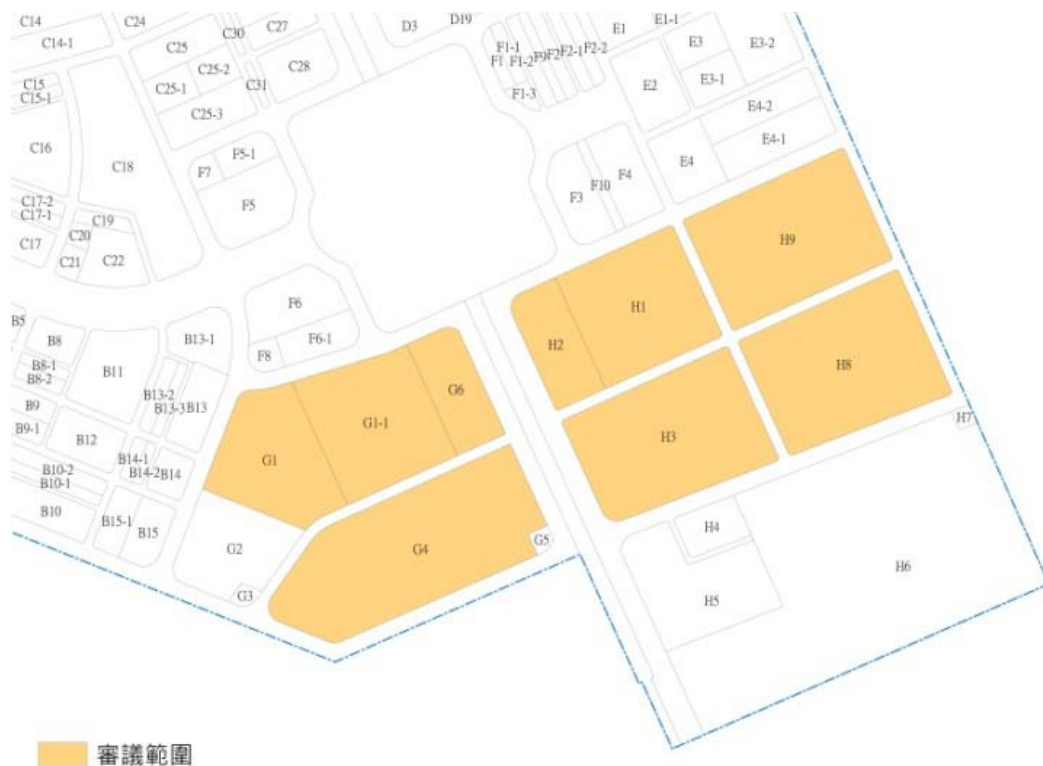 C14
C24
C30
C27
D3
D19
E1
E1-1
C14-1
C25
F1-1
F1
F1-2
F9
F2
F2-1
F2-2
E3
E3-2
C25-2
C28
C15
C15-1
C25-1
C31
F1-3
E2
E3-1
C25-3
E4-2
E4-1
C16
C18
F5-1
F7
F4
E4
F10
F3
F5
C17-2
C17-1
C19
C20
C17
C21
C22
H9
F6
H1
B5
B8
B13-1
F6-1
F8
H2
B8-1
B8-2
B11
B13-2
B13-3
B13
G6
H8
B9
B9-1
B12
G1-1
H3
H7
B14-1
B14-2
B14
G1
B10-2
B10-1
B10
B15-1
B15
G2
G4
G5
H4
H6
G3
H5
審議範圍